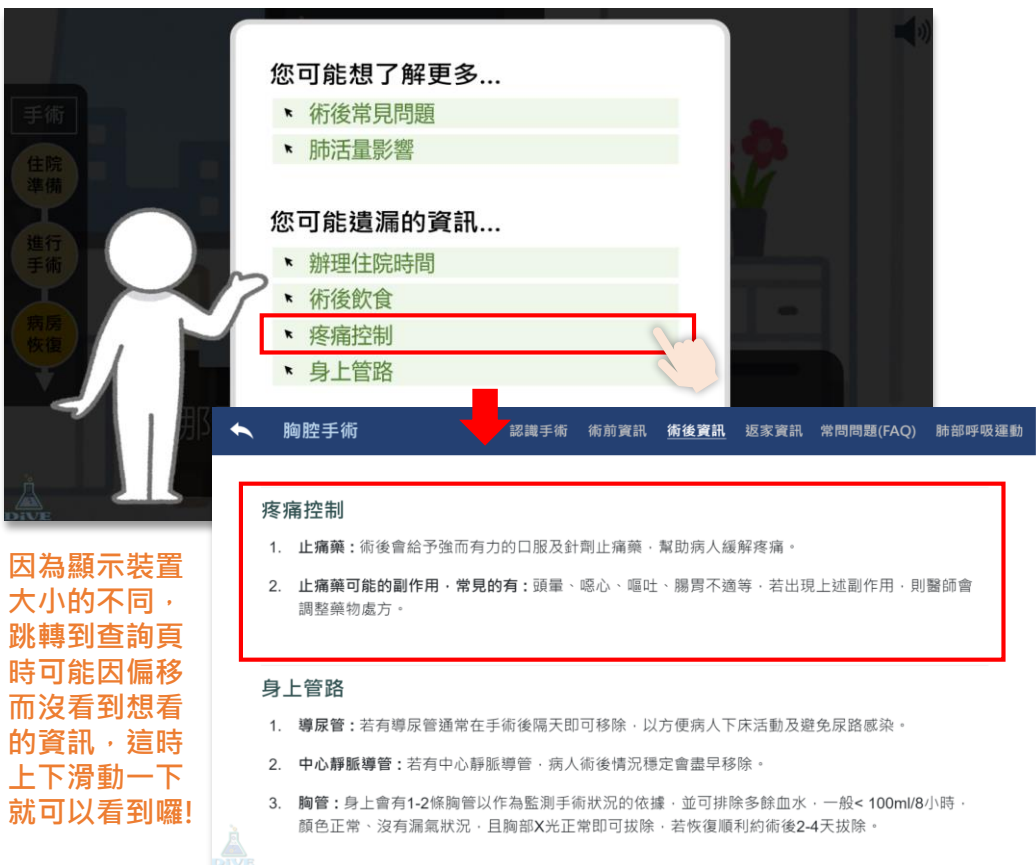 您可能想了解更多...
術後常見問題
肺活量影響
您可能遺漏的資訊...
辦理住院時間
術後飲食
疼痛控制
身上管路
手術
住院
準備
進行
手術
病房
恢復
那
DiVE
胸腔手術
認識手術 術前資訊 術後資訊 返家資訊 常問問題(FAQ) 肺部呼吸運動
疼痛控制
1. 止痛藥：術後會給予強而有力的口服及針劑止痛藥，幫助病人緩解疼痛。
2. 止痛藥可能的副作用，常見的有：頭暈、噁心、嘔吐、腸胃不適等，若出現上述副作用，則醫師會
調整藥物處方。
身上管路
1. 導尿管：若有導尿管通常在手術後隔天即可移除，以方便病人下床活動及避免尿路感染。
2. 中心靜脈導管：若有中心靜脈導管，病人術後情況穩定會盡早移除。
3. 胸管：身上會有1-2條胸管以作為監測手術狀況的依據，並可排除多餘血水，一般< 100ml/8小時，
顏色正常、沒有漏氣狀況，且胸部X光正常即可拔除，若恢復順利約術後2-4天拔除。
DiVE
因為顯示裝置
大小的不同，
跳轉到查詢頁
時可能因偏移
而沒看到想看
的資訊，這時
上下滑動一下
就可以看到囉!